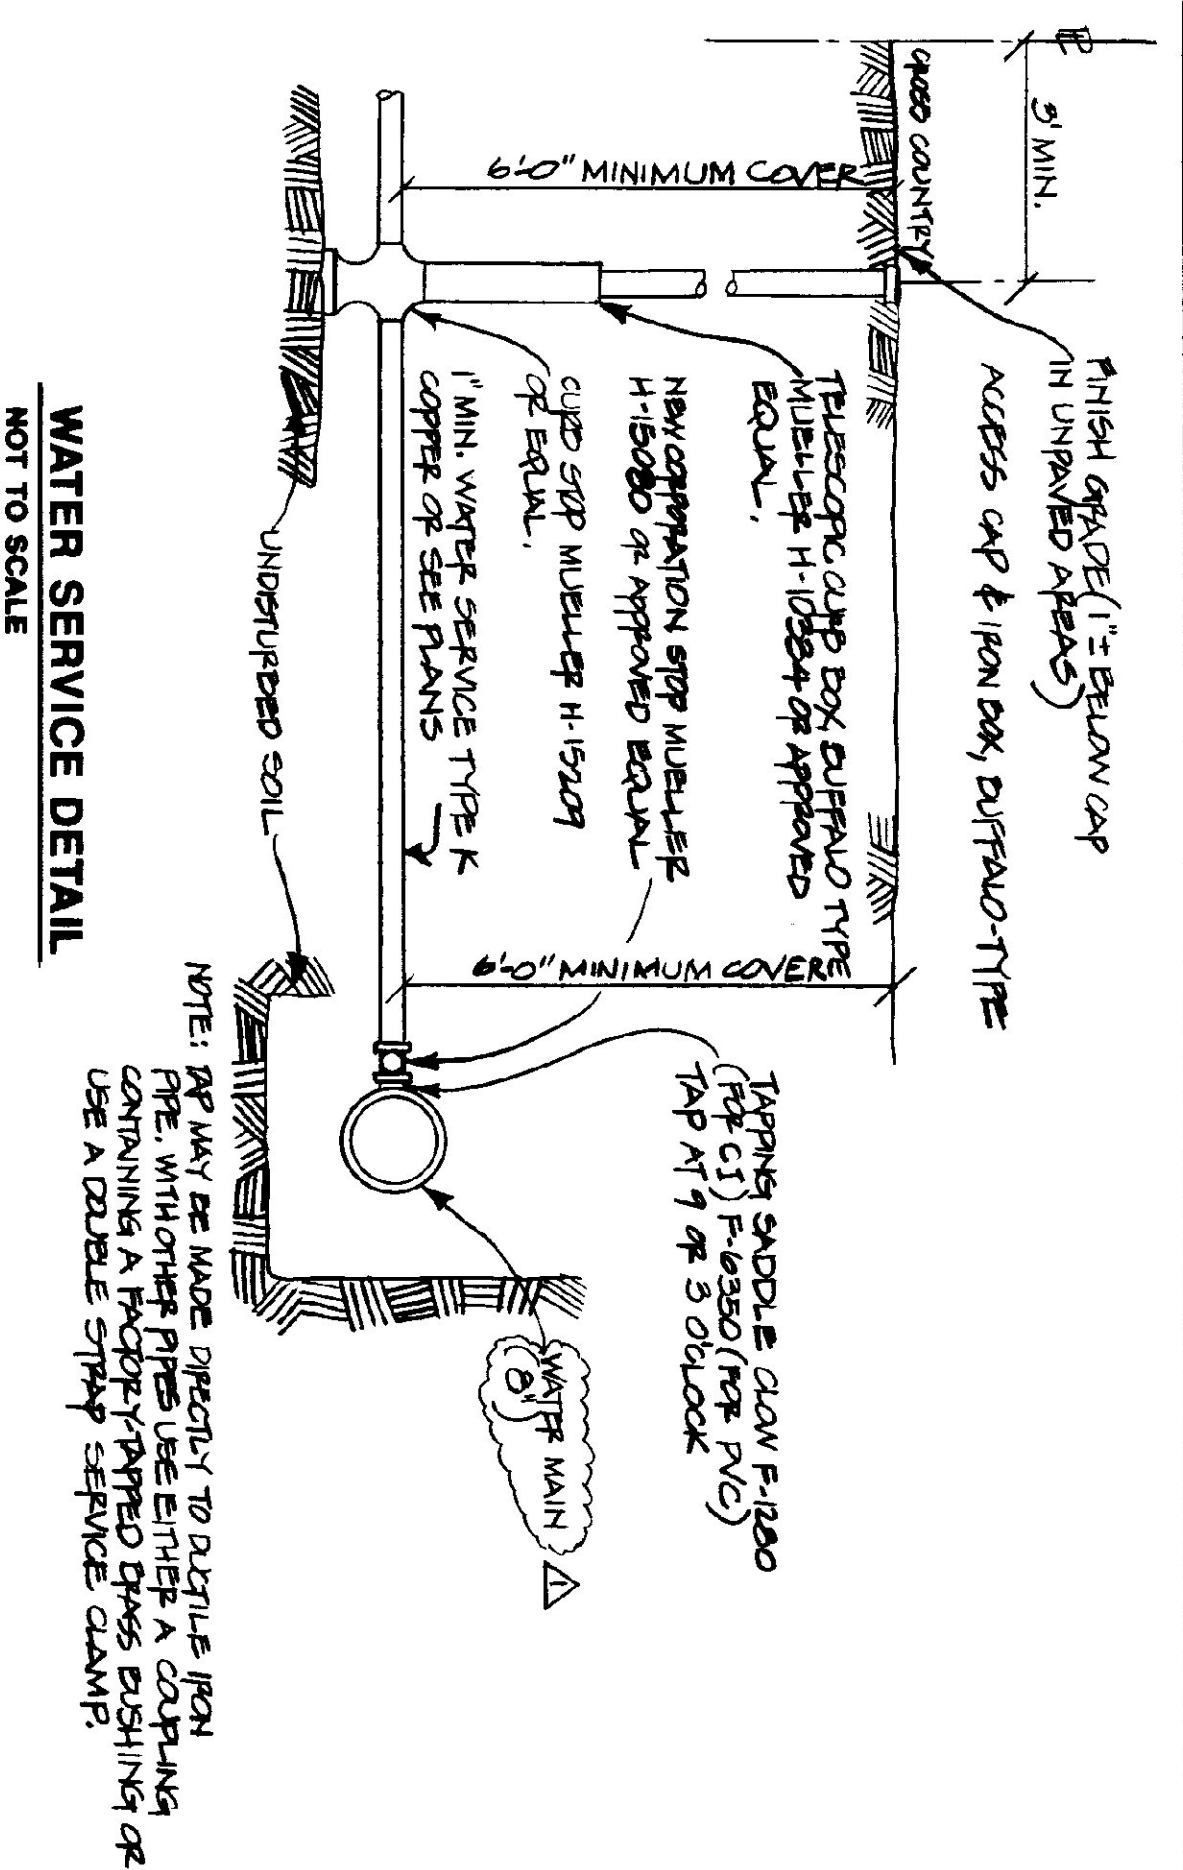 PL
3' MIN.
FINISH GRADE (1"± BELOW CAP
IN UNPAVED AREAS)
ACCESS CAP & IRON BOX, BUFFALO-TYPE
CROSS COUNTRY
6'-0" MINIMUM COVER
6'-0" MINIMUM COVER
TELESCOPIC CURB BOX, BUFFALO TYPE
MUELLER H-10384 OR APPROVED
EQUAL.
NEW CORPORATION STOP MUELLER
H-15000 OR APPROVED EQUAL
CURB STOP MUELLER H-15209
OR EQUAL.
1" MIN. WATER SERVICE TYPE K
COPPER OR SEE PLANS
UNDISTURBED SOIL
TAPPING SADDLE CLOW F-1280
(FOR CI) F-6350 (FOR PVC)
TAP AT 9 OR 3 O'CLOCK
WATER MAIN
8"
1
NOTE: TAP MAY BE MADE DIRECTLY TO DUCTILE IRON
PIPE. WITH OTHER PIPES USE EITHER A COUPLING
CONTAINING A FACTORY-TAPPED BRASS BUSHING OR
USE A DOUBLE STRAP SERVICE CLAMP.
WATER SERVICE DETAIL
NOT TO SCALE